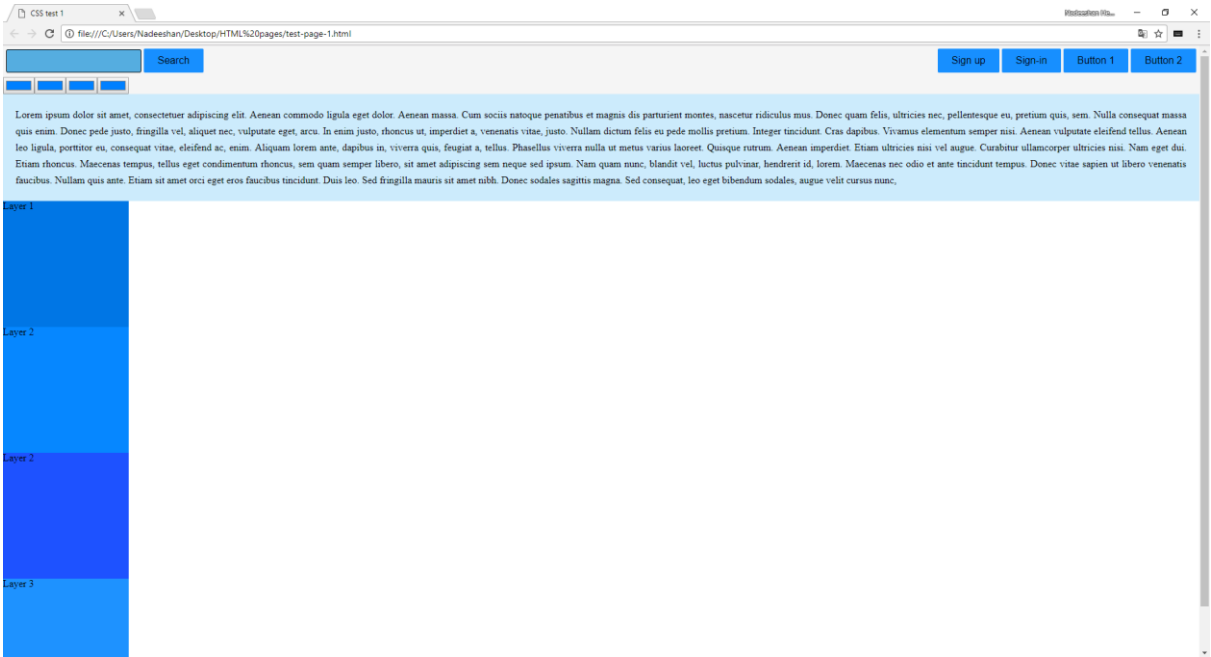 CSS test 1
file:///C:/Users/Nadeeshan/Desktop/HTML%20pages/test-page-1.html
Search
Sign up
Sign-in
Button 1
Button 2
Lorem ipsum dolor sit amet, consectetuer adipiscing elit. Aenean commodo ligula eget dolor. Aenean massa. Cum sociis natoque penatibus et magnis dis parturient montes, nascetur ridiculus mus. Donec quam felis, ultricies nec, pellentesque eu, pretium quis, sem. Nulla consequat massa
quis enim. Donec pede justo, fringilla vel, aliquet nec, vulputate eget, arcu. In enim justo, rhoncus ut, imperdiet a, venenatis vitae, justo. Nullam dictum felis eu pede mollis pretium. Integer tincidunt. Cras dapibus. Vivamus elementum semper nisi. Aenean vulputate eleifend tellus. Aenean
leo ligula, porttitor eu, consequat vitae, eleifend ac, enim. Aliquam lorem ante, dapibus in, viverra quis, feugiat a, tellus. Phasellus viverra nulla ut metus varius laoreet. Quisque rutrum. Aenean imperdiet. Etiam ultricies nisi vel augue. Curabitur ullamcorper ultricies nisi. Nam eget dui.
Etiam rhoncus. Maecenas tempus, tellus eget condimentum rhoncus, sem quam semper libero, sit amet adipiscing sem neque sed ipsum. Nam quam nunc, blandit vel, luctus pulvinar, hendrerit id, lorem. Maecenas nec odio et ante tincidunt tempus. Donec vitae sapien ut libero venenatis
faucibus. Nullam quis ante. Etiam sit amet orci eget eros faucibus tincidunt. Duis leo. Sed fringilla mauris sit amet nibh. Donec sodales sagittis magna. Sed consequat, leo eget bibendum sodales, augue velit cursus nunc,
Layer 1
Layer 2
Layer 2
Layer 3